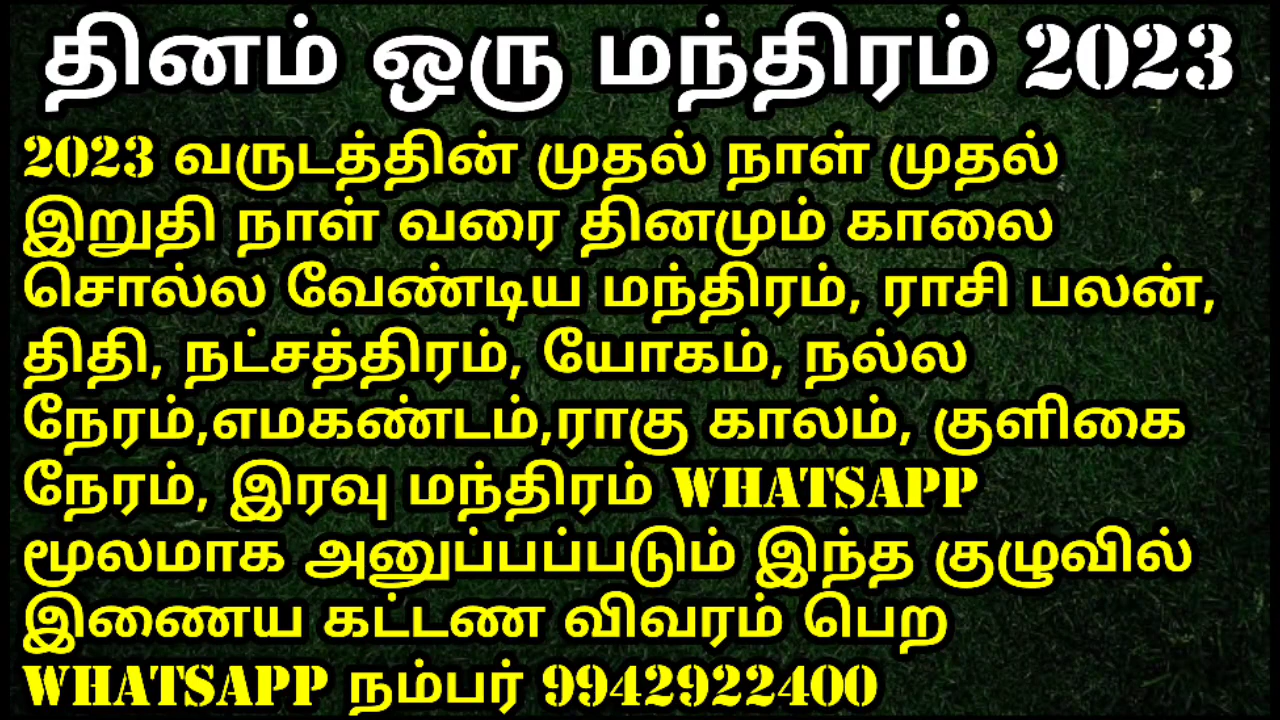 தினம் ஒரு மந்திரம் 2023
2023 வருடத்தின் முதல் நாள் முதல்
இறுதி நாள் வரை தினமும் காலை
சொல்ல வேண்டிய மந்திரம், ராசி பலன்,
திதி, நட்சத்திரம், யோகம், நல்ல
நேரம்,எமகண்டம்,ராகு காலம், குளிகை
நேரம், இரவு மந்திரம் WHATSAPP
மூலமாக அனுப்பப்படும் இந்த குழுவில்
இணைய கட்டண விவரம் பெற
WHATSAPP நம்பர் 9942922400